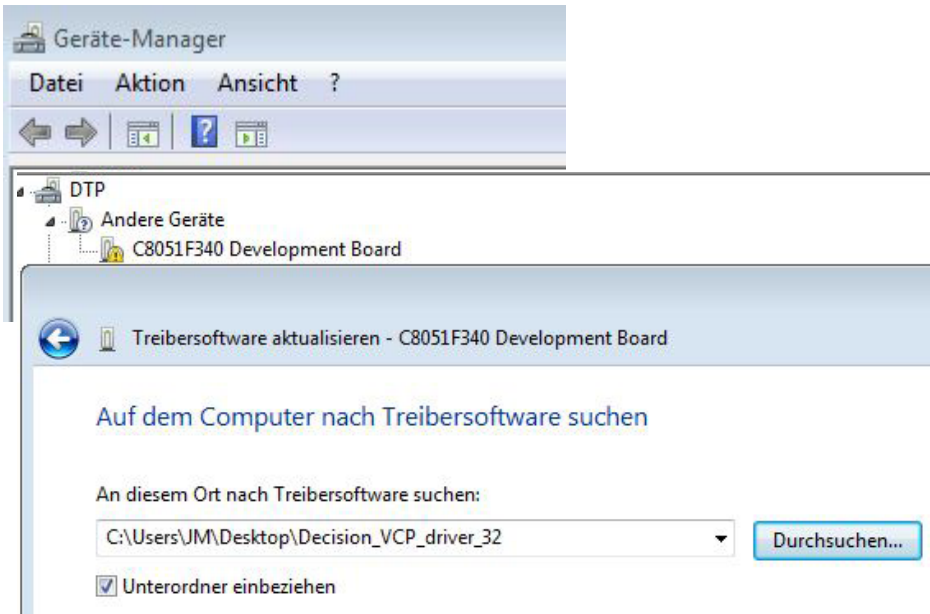 Geräte-Manager
Datei Aktion Ansicht ?
DTP
Andere Geräte
C8051F340 Development Board
Treibersoftware aktualisieren - C8051F340 Development Board
Auf dem Computer nach Treibersoftware suchen
An diesem Ort nach Treibersoftware suchen:
C:\Users\JM\Desktop\Decision_VCP_driver_32 Durchsuchen...
Unterordner einbeziehen